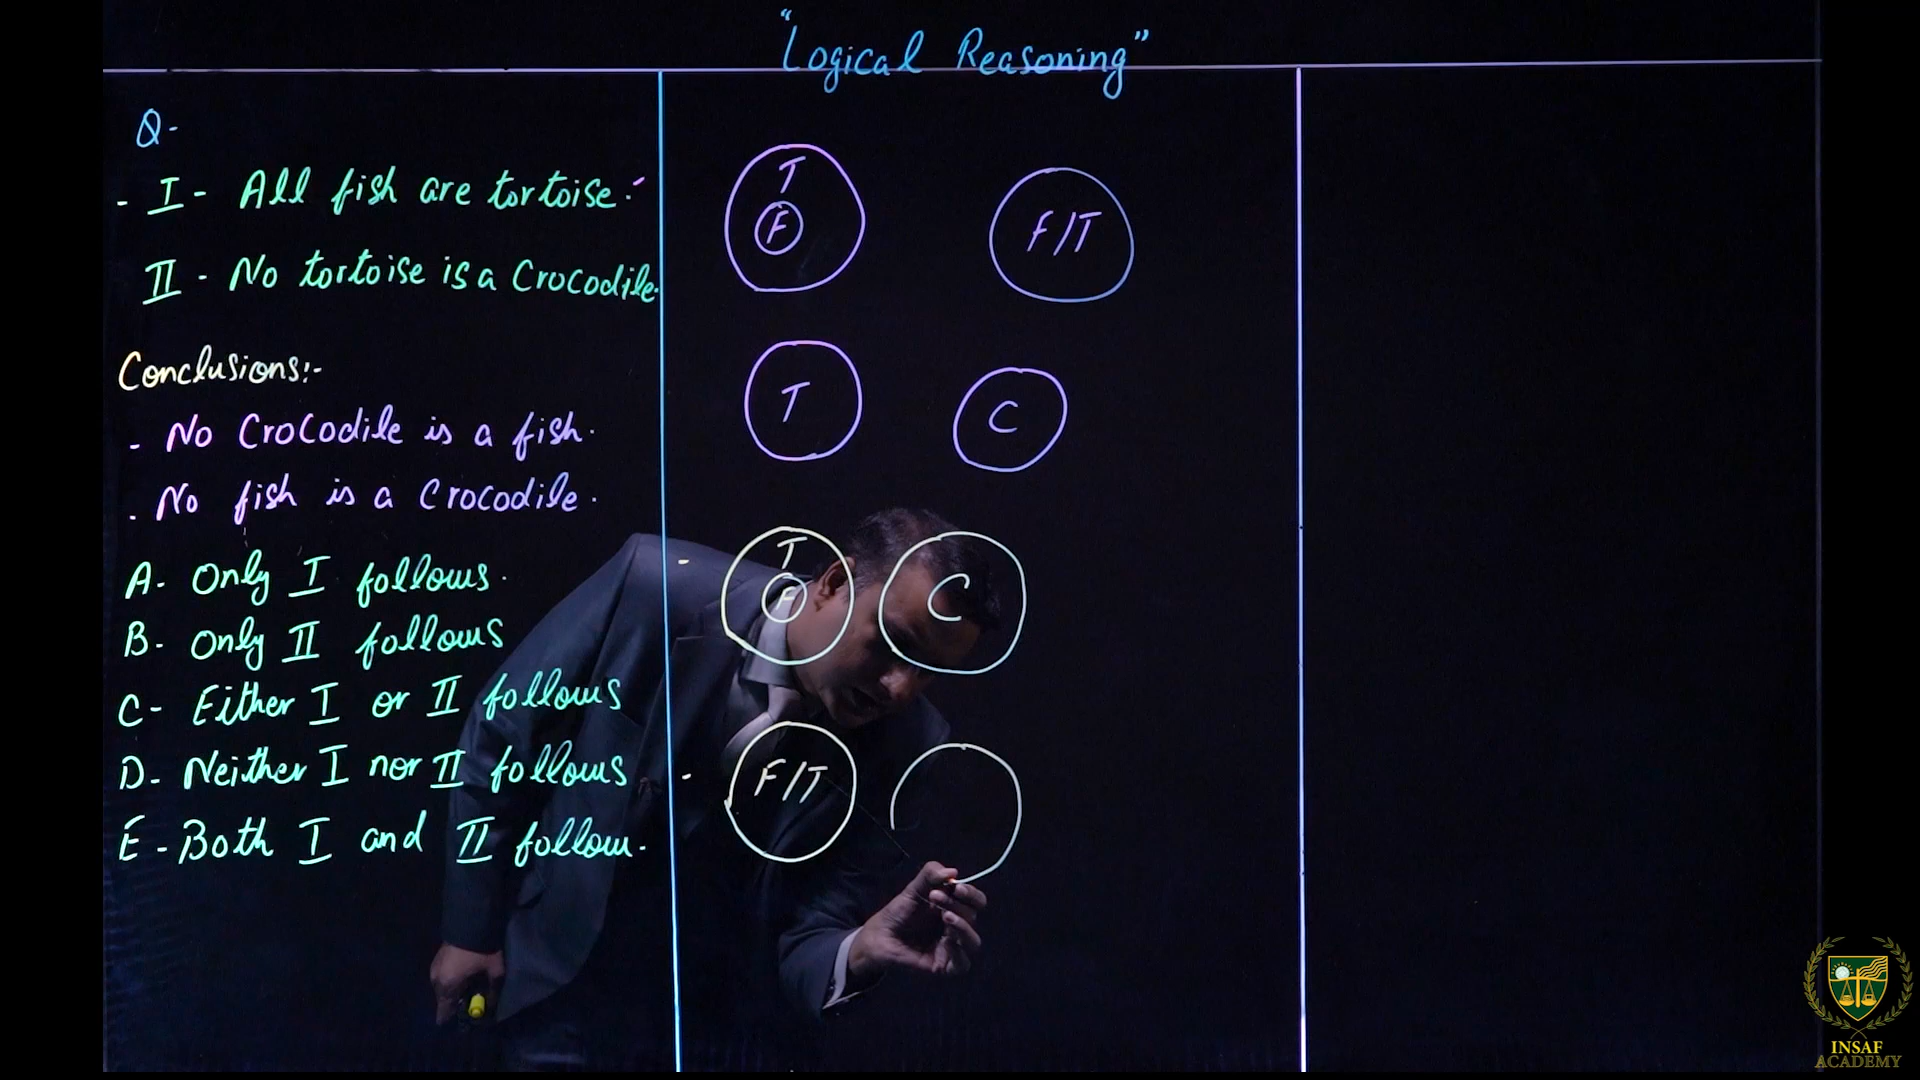 "Logical Reasoning"
Q-
- I - All fish are tortoise.
II - No tortoise is a Crocodile.
Conclusions:-
- No Crocodile is a fish.
. No fish is a Crocodile.
A- Only I follows.
B- Only II follows
C- Either I or II follows
D- Neither I nor II follows
E- Both I and II follow.
T
F
F/T
T
C
T
F
C
F/T
INSAF
ACADEMY